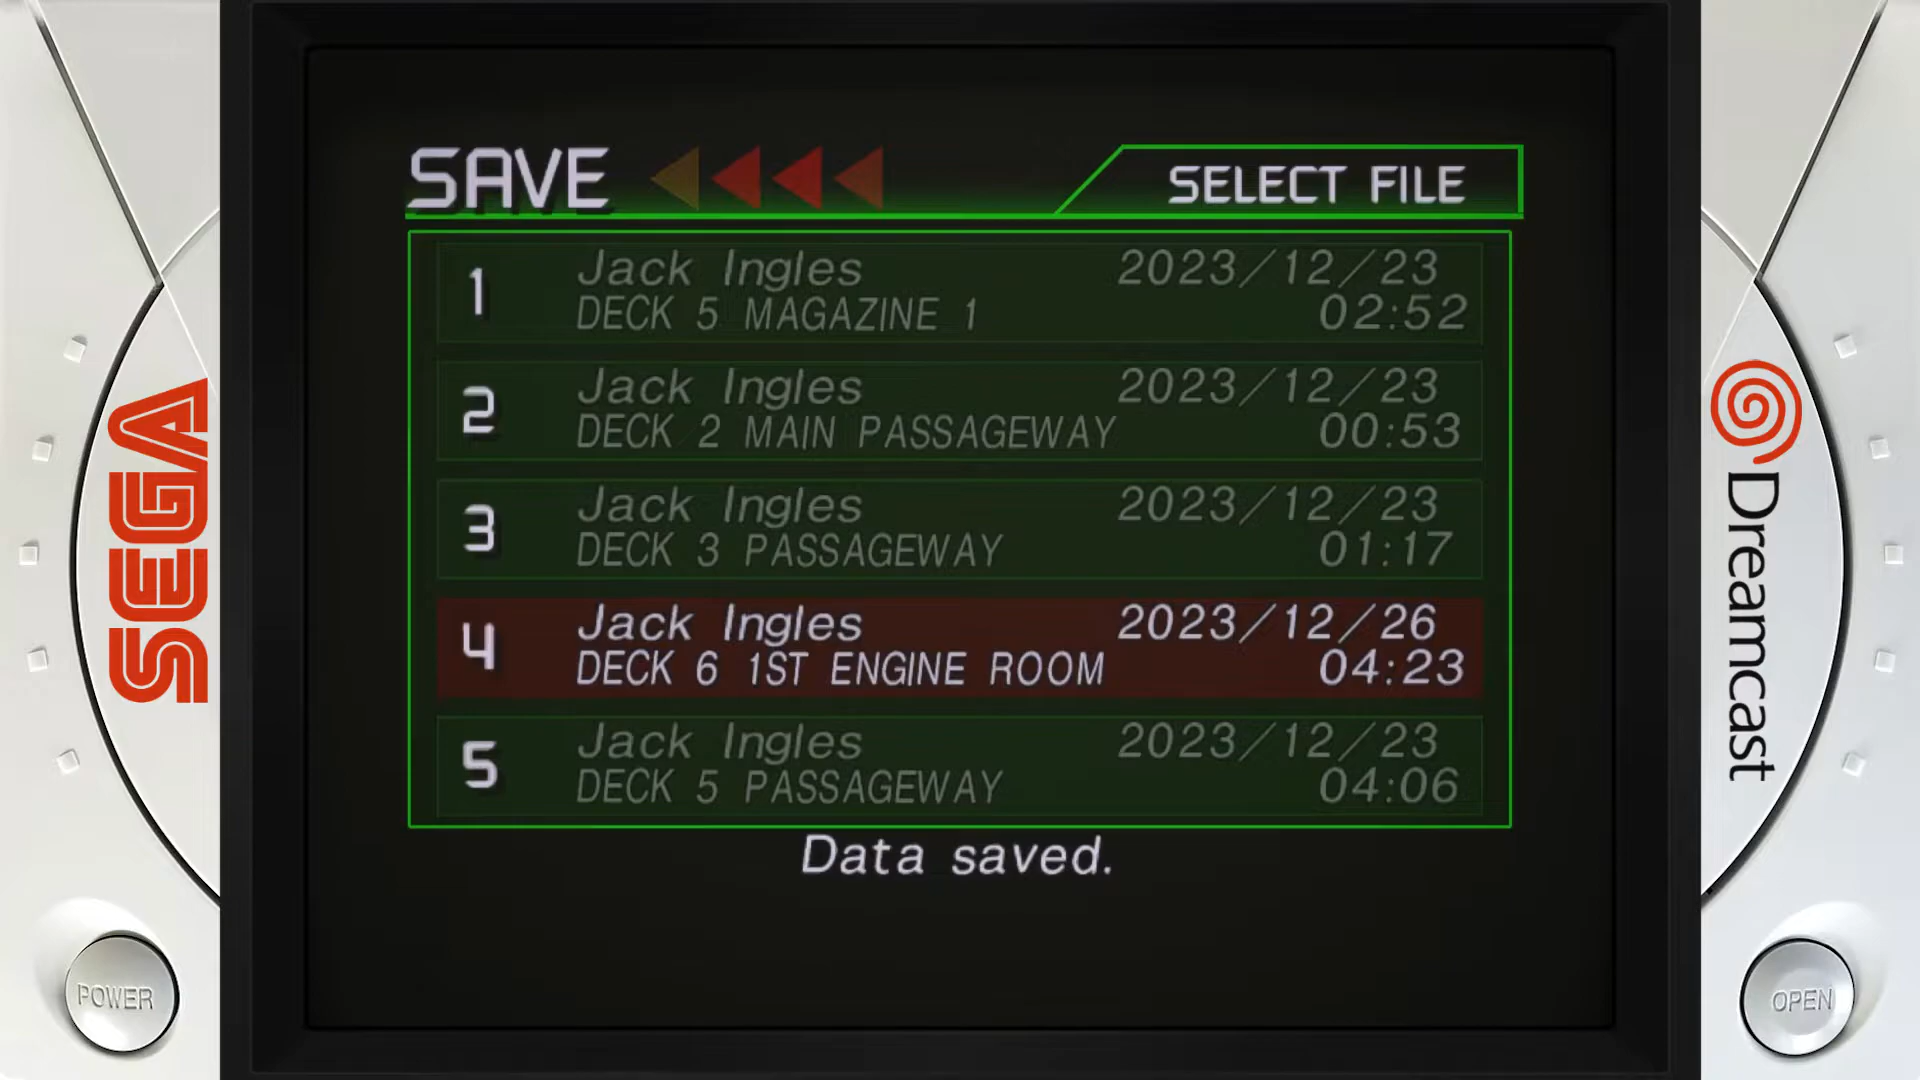 SAVE
SELECT FILE
1 Jack Ingles 2023/12/23
DECK 5 MAGAZINE 1 02:52
2 Jack Ingles 2023/12/23
DECK 2 MAIN PASSAGEWAY 00:53
3 Jack Ingles 2023/12/23
DECK 3 PASSAGEWAY 01:17
4 Jack Ingles 2023/12/26
DECK 6 1ST ENGINE ROOM 04:23
5 Jack Ingles 2023/12/23
DECK 5 PASSAGEWAY 04:06
Data saved.
SEGA
Dreamcast
POWER
OPEN